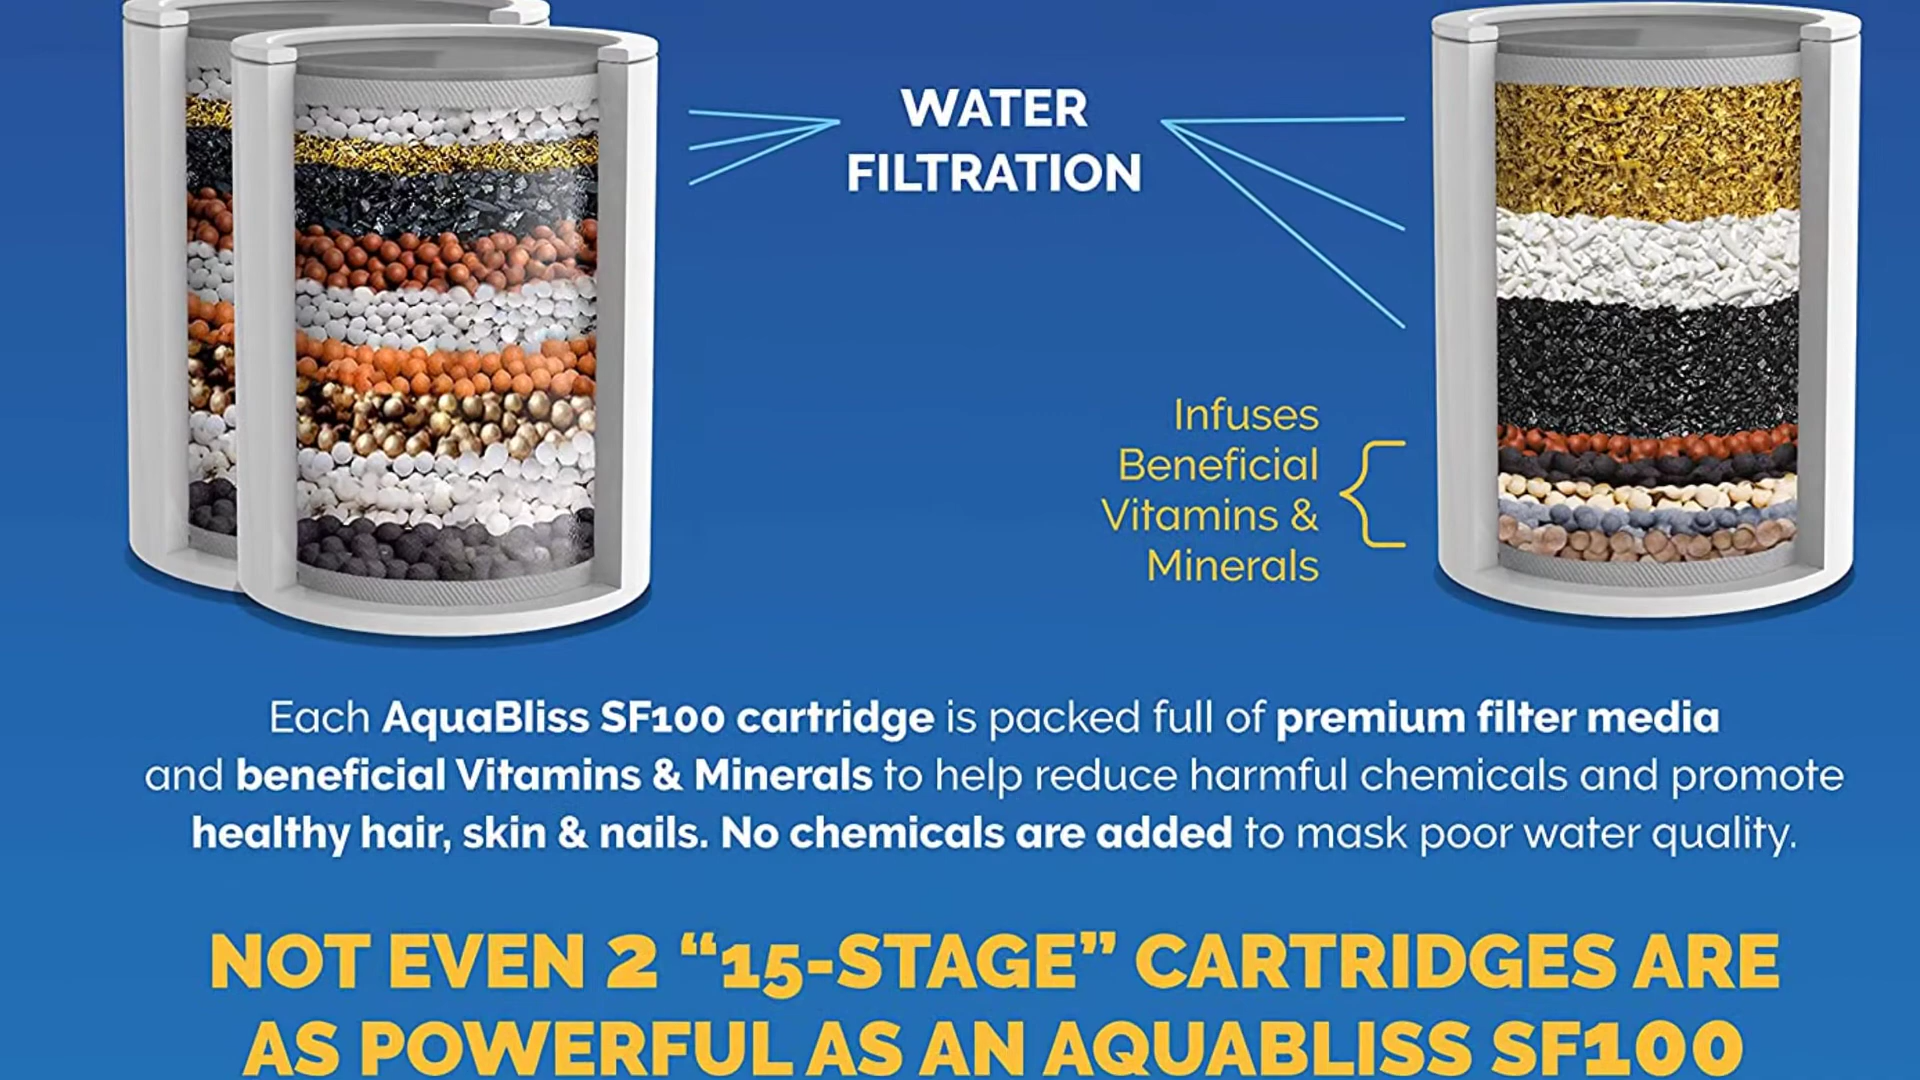 WATER
FILTRATION
Infuses
Beneficial
Vitamins &
Minerals
Each AquaBliss SF100 cartridge is packed full of premium filter media
and beneficial Vitamins & Minerals to help reduce harmful chemicals and promote
healthy hair, skin & nails. No chemicals are added to mask poor water quality.
NOT EVEN 2 “15-STAGE” CARTRIDGES ARE
AS POWERFUL AS AN AQUABLISS SF100